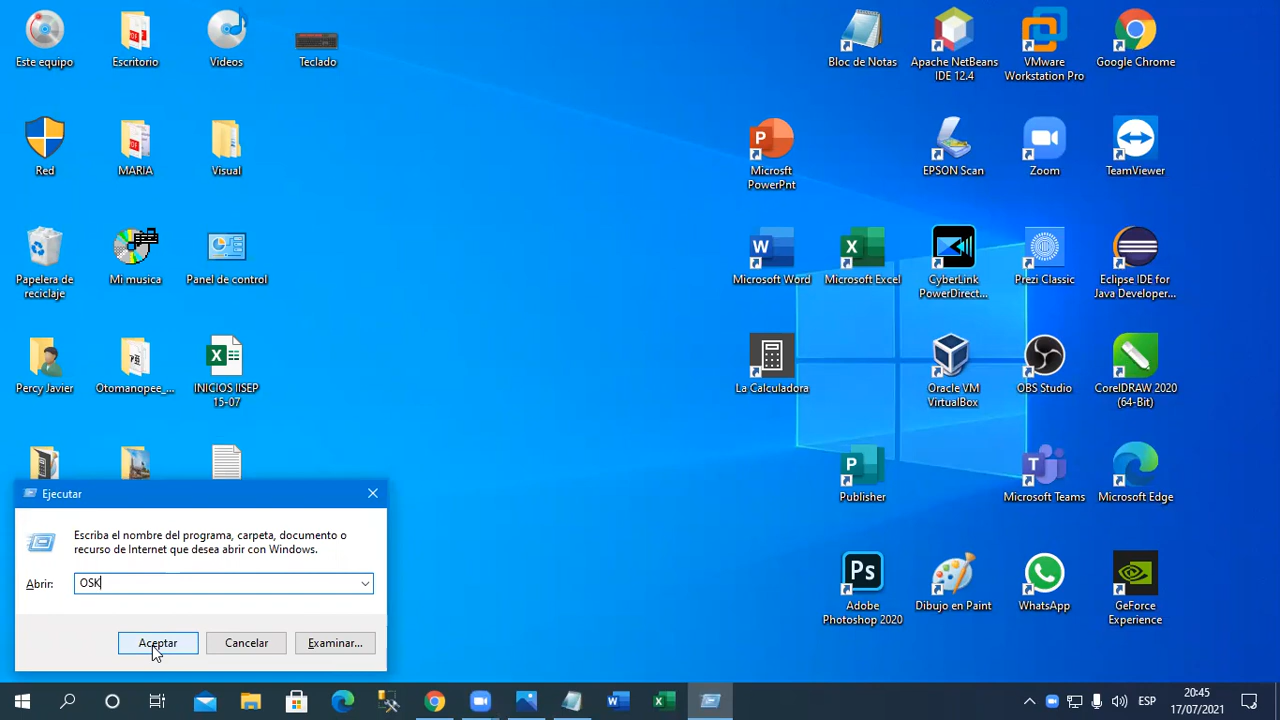 Este equipo
Escritorio
Videos
Teclado
Bloc de Notas
Apache NetBeans
IDE 12.4
VMware
Workstation Pro
Google Chrome
Red
MARIA
Visual
Microsft
PowerPnt
EPSON Scan
Zoom
TeamViewer
Papelera de
reciclaje
Mi musica
Panel de control
Microsoft Word
Microsoft Excel
CyberLink
PowerDirect...
Prezi Classic
Eclipse IDE for
Java Developer...
Percy Javier
Otomanopee_...
INICIOS IISEP
15-07
La Calculadora
Oracle VM
VirtualBox
OBS Studio
CorelDRAW 2020
(64-Bit)
Publisher
Microsoft Teams
Microsoft Edge
Ejecutar
Escriba el nombre del programa, carpeta, documento o
recurso de Internet que desea abrir con Windows.
Abrir:
OSK
Aceptar
Cancelar
Examinar...
Adobe
Photoshop 2020
Dibujo en Paint
WhatsApp
GeForce
Experience
ESP
20:45
17/07/2021